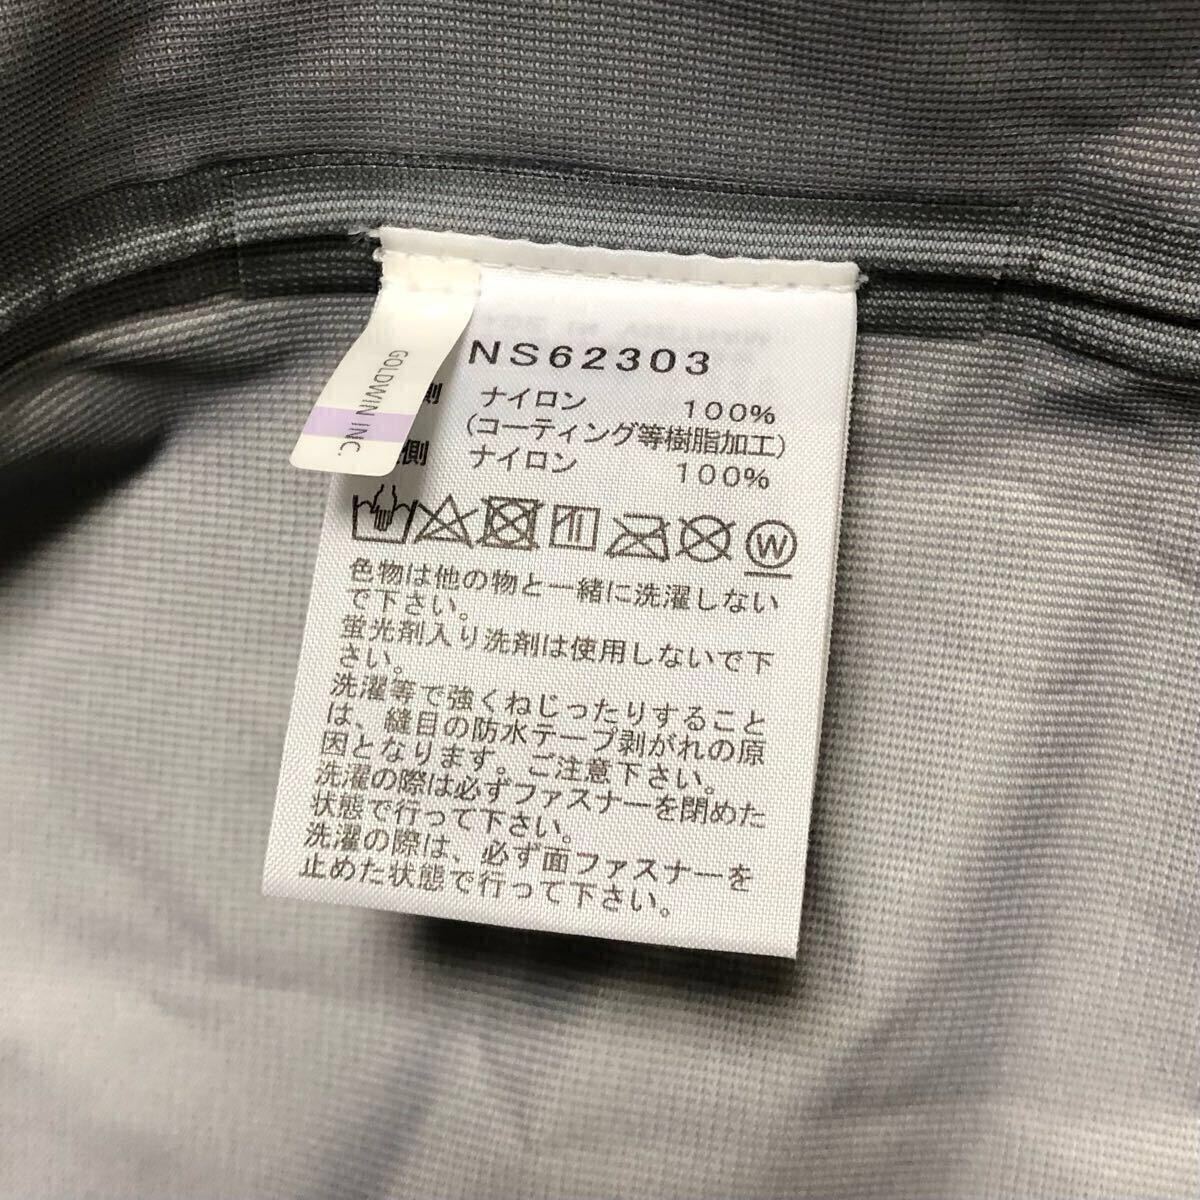 NS62303
側 ナイロン 100%
(コーティング等樹脂加工)
側 ナイロン 100%
GOLDWIN INC.
W
色物は他の物と一緒に洗濯しない
で下さい。
蛍光剤入り洗剤は使用しないで下
さい。
洗濯等で強くねじったりすること
は、縫目の防水テープ剥がれの原
因となります。ご注意下さい。
洗濯の際は必ずファスナーを閉めた
状態で行って下さい。
洗濯の際は、必ず面ファスナーを
止めた状態で行って下さい。